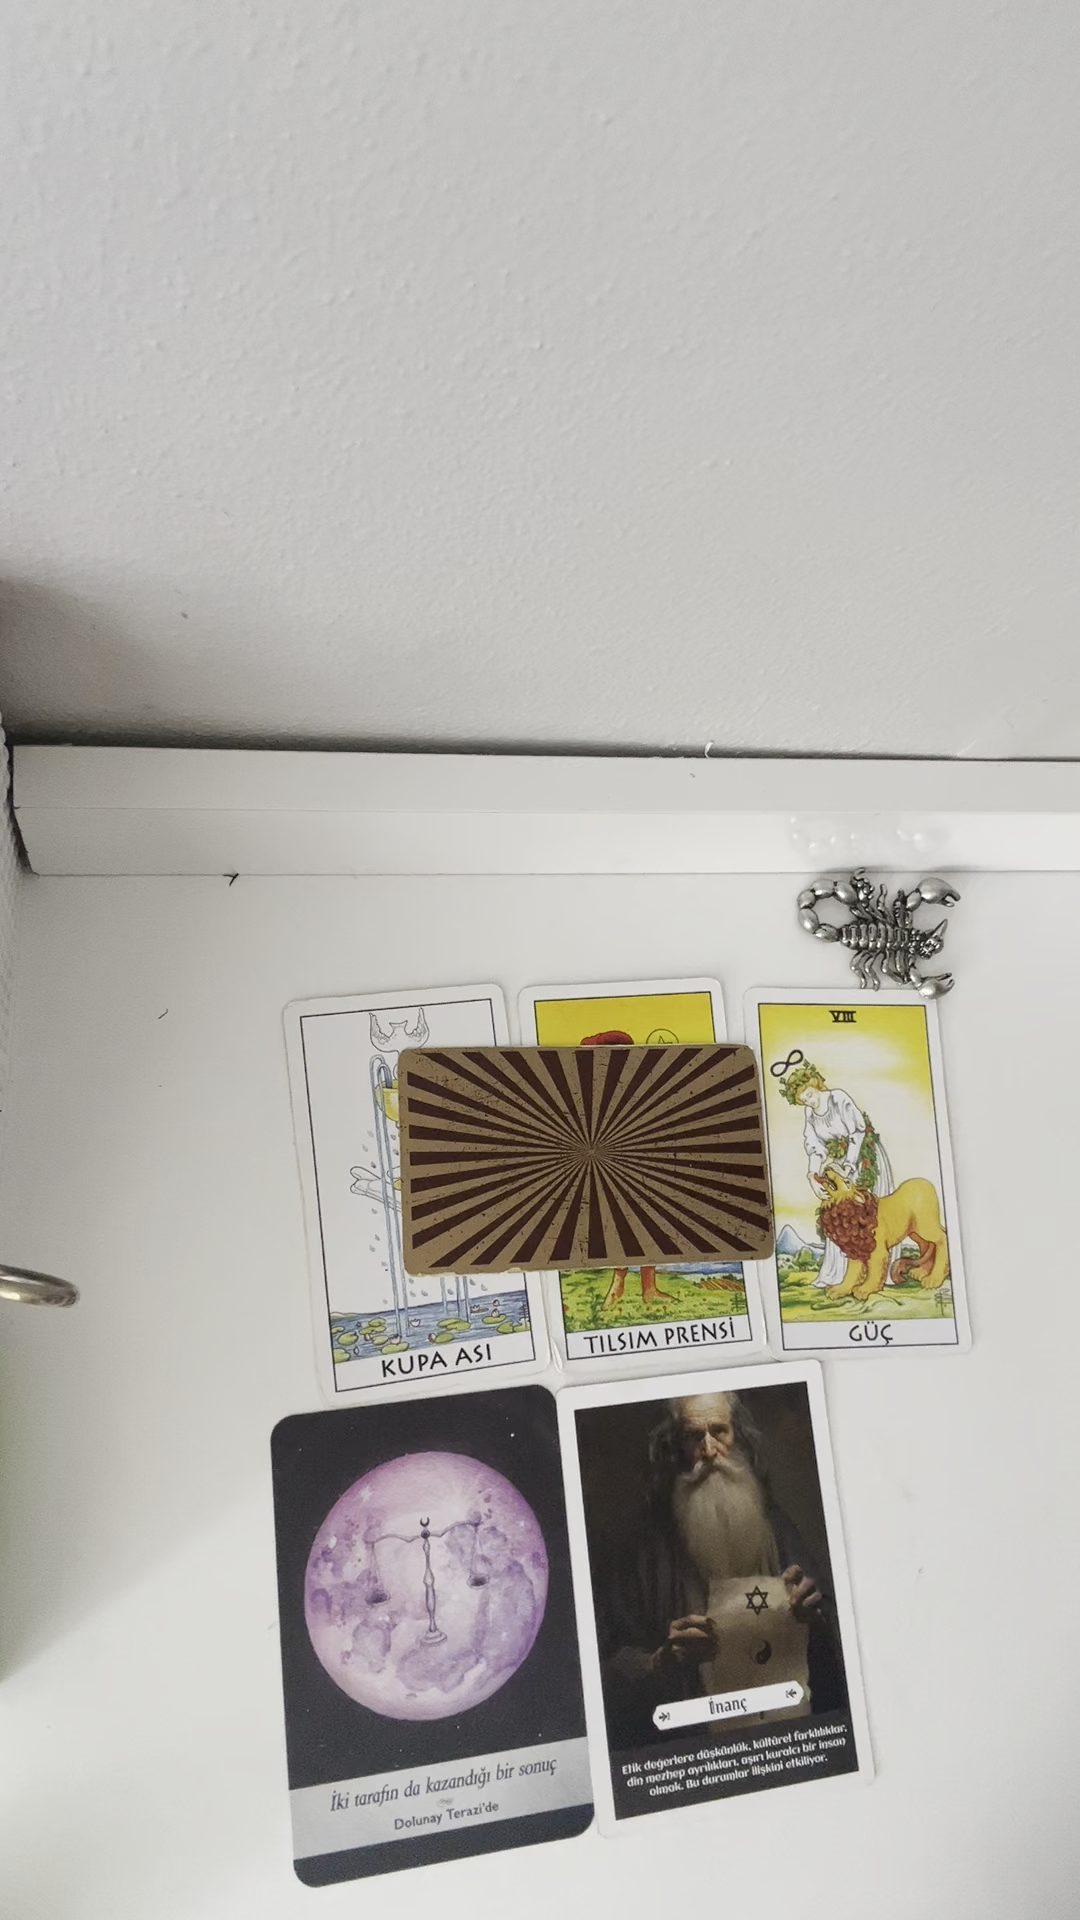 VIII
KUPA ASI
TILSIM PRENSİ
GÜÇ
İki tarafın da kazandığı bir sonuç
Dolunay Terazi'de
İnanç
Etik değerlere düşkünlük, kültürel farklılıklar,
din mezhep ayrılıkları, aşırı kuralcı bir insan
olmak. Bu durumlar ilişkini etkiliyor.